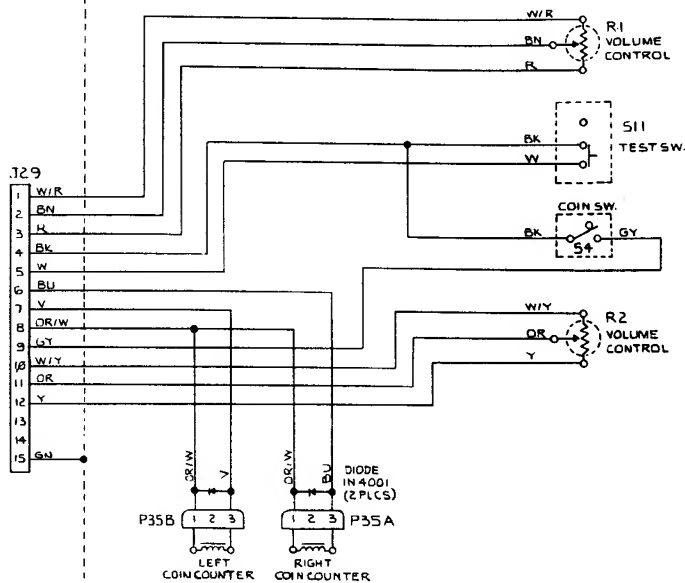 W/R
R1
VOLUME
CONTROL
BN
R
BK
S11
TEST SW.
W
COIN SW.
BK
S4
GY
W/Y
R2
VOLUME
CONTROL
OR
Y
J29
1 W/R
2 BN
3 R
4 BK
5 W
6 BU
7 V
8 OR/W
9 GY
10 W/Y
11 OR
12 Y
13
14
15 GN
OR/W
V
OR/W
BU
DIODE
IN4001
(2 PLCS)
P35B 1 2 3
1 2 3 P35A
LEFT
COIN COUNTER
RIGHT
COIN COUNTER